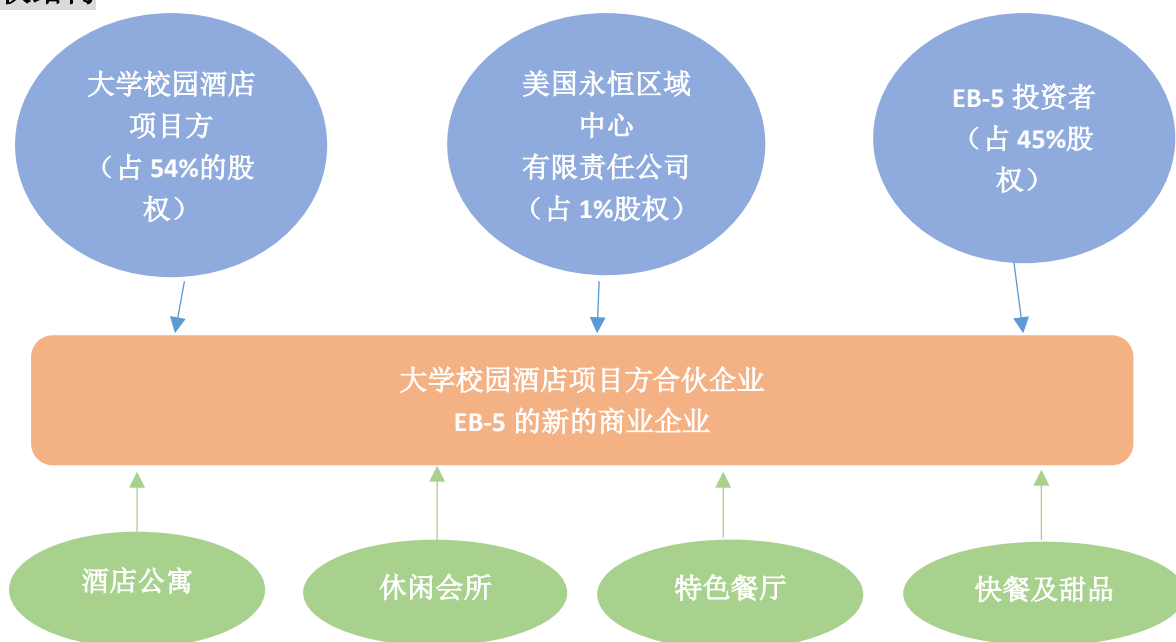 大学校园酒店
项目方
（占 54%的股
权）
美国永恒区域
中心
有限责任公司
（占 1%股权）
EB-5 投资者
（占 45%股
权）
大学校园酒店项目方合伙企业
EB-5 的新的商业企业
酒店公寓
休闲会所
特色餐厅
快餐及甜品